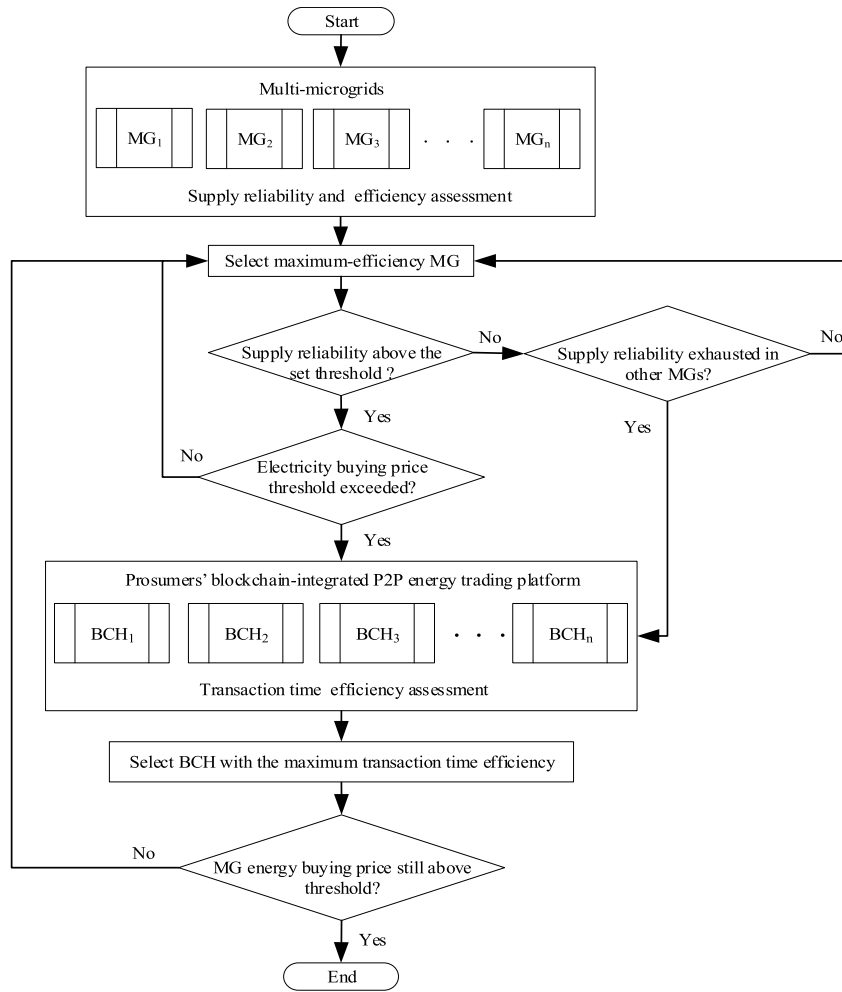 Start
Multi-microgrids
MG₁ MG₂ MG₃ . . . MGₙ
Supply reliability and efficiency assessment
Select maximum-efficiency MG
Supply reliability above the
set threshold ?
No
Supply reliability exhausted in
other MGs?
No
Yes
Yes
No
Electricity buying price
threshold exceeded?
Yes
Prosumers' blockchain-integrated P2P energy trading platform
BCH₁ BCH₂ BCH₃ . . . BCHₙ
Transaction time efficiency assessment
Select BCH with the maximum transaction time efficiency
No
MG energy buying price still above
threshold?
Yes
End